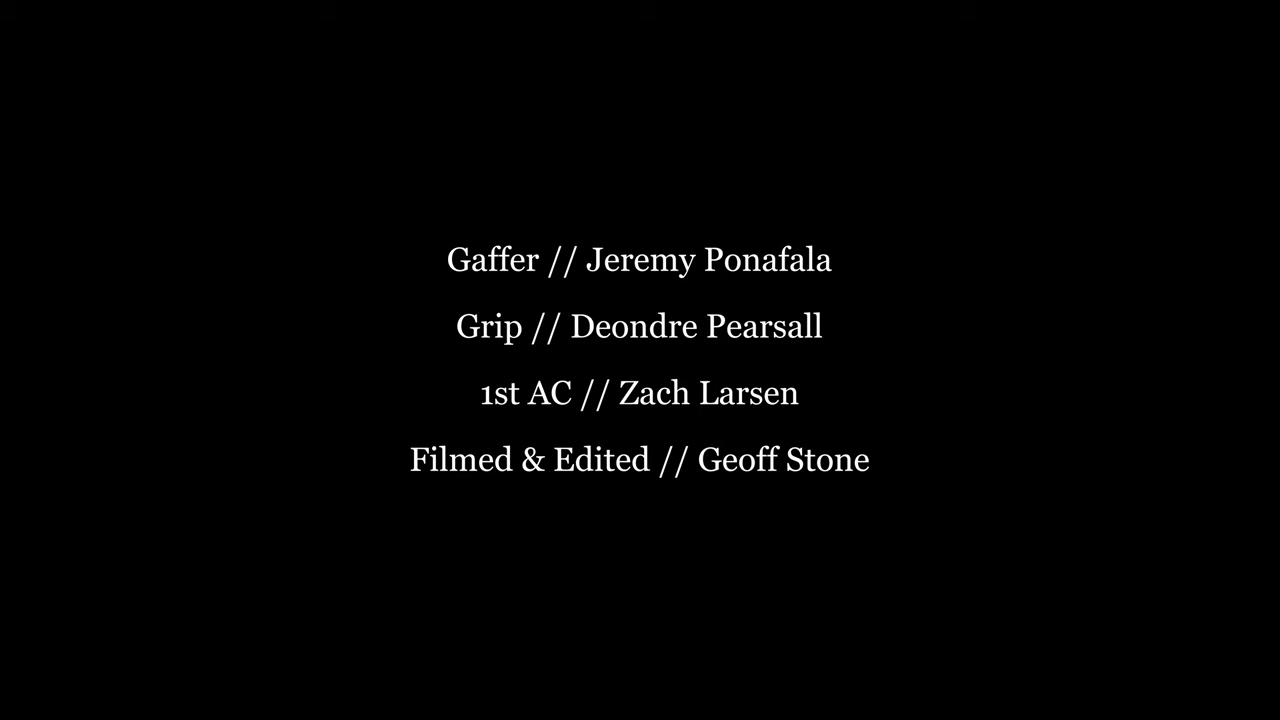 Gaffer // Jeremy Ponafala
Grip // Deondre Pearsall
1st AC // Zach Larsen
Filmed & Edited // Geoff Stone